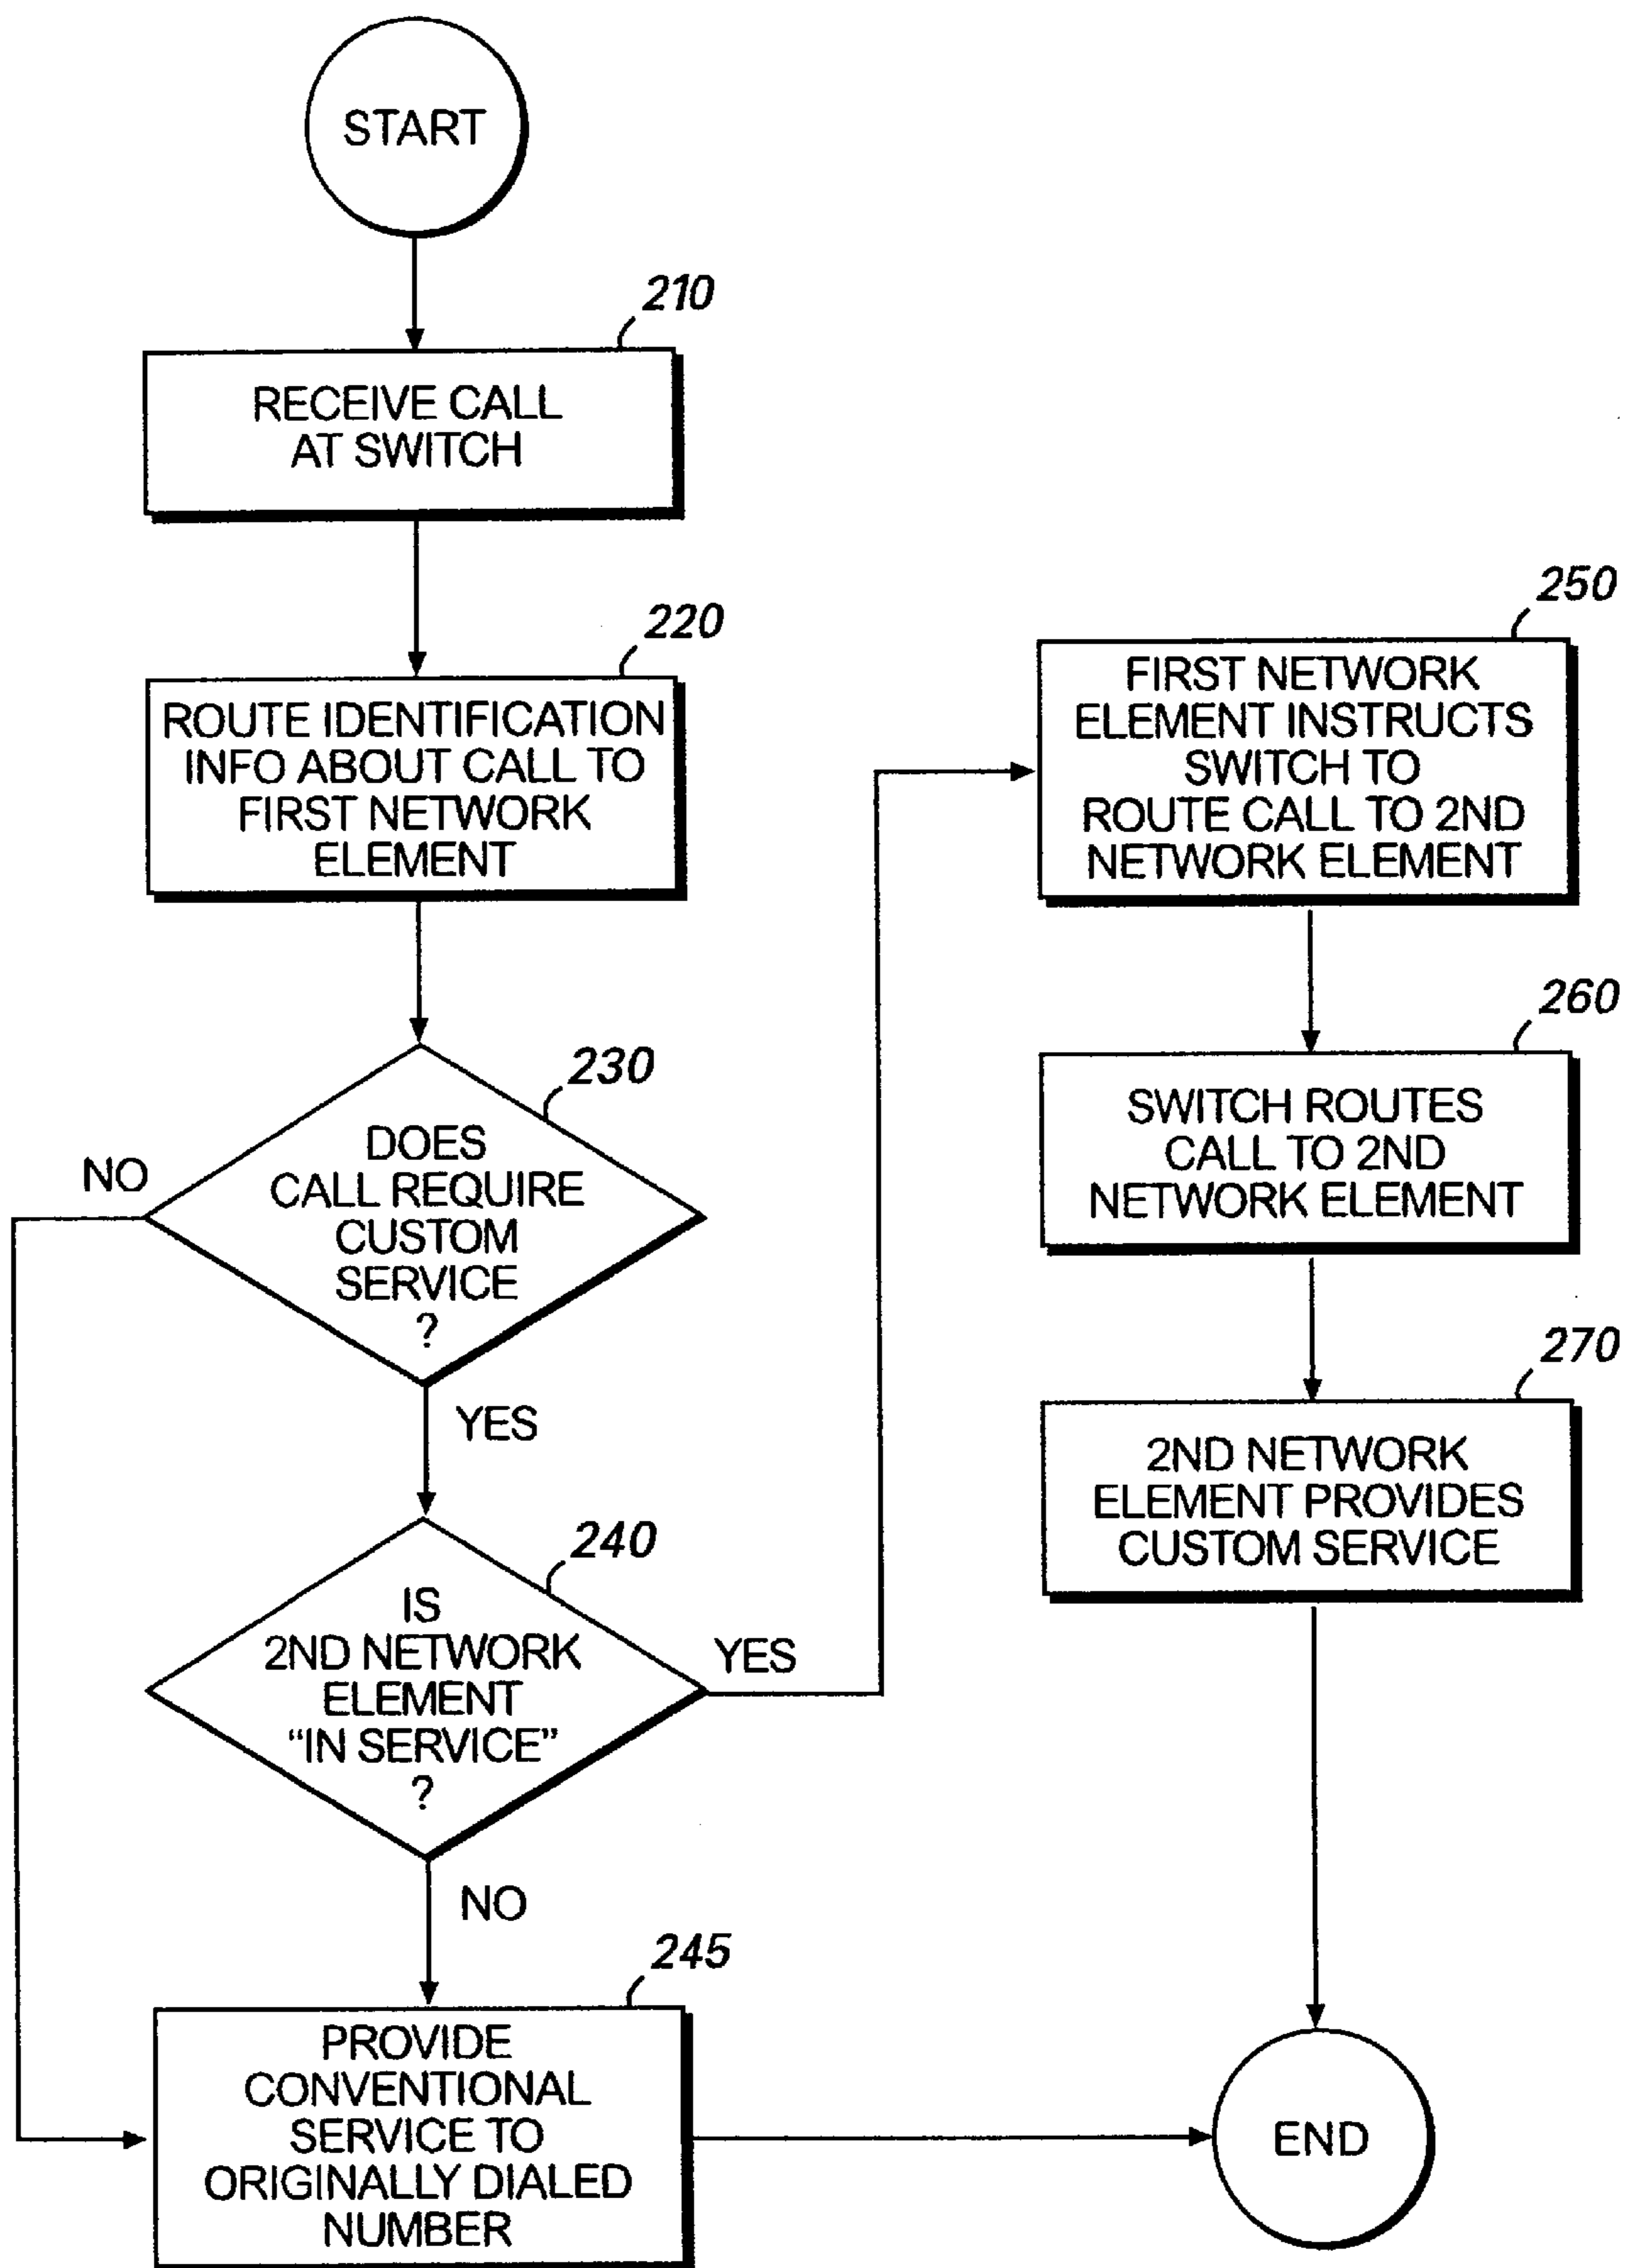 START
210
RECEIVE CALL
AT SWITCH
220
ROUTE IDENTIFICATION
INFO ABOUT CALL TO
FIRST NETWORK
ELEMENT
230
DOES
CALL REQUIRE
CUSTOM
SERVICE
?
NO
YES
240
IS
2ND NETWORK
ELEMENT
“IN SERVICE”
?
YES
NO
245
PROVIDE
CONVENTIONAL
SERVICE TO
ORIGINALLY DIALED
NUMBER
250
FIRST NETWORK
ELEMENT INSTRUCTS
SWITCH TO
ROUTE CALL TO 2ND
NETWORK ELEMENT
260
SWITCH ROUTES
CALL TO 2ND
NETWORK ELEMENT
270
2ND NETWORK
ELEMENT PROVIDES
CUSTOM SERVICE
END